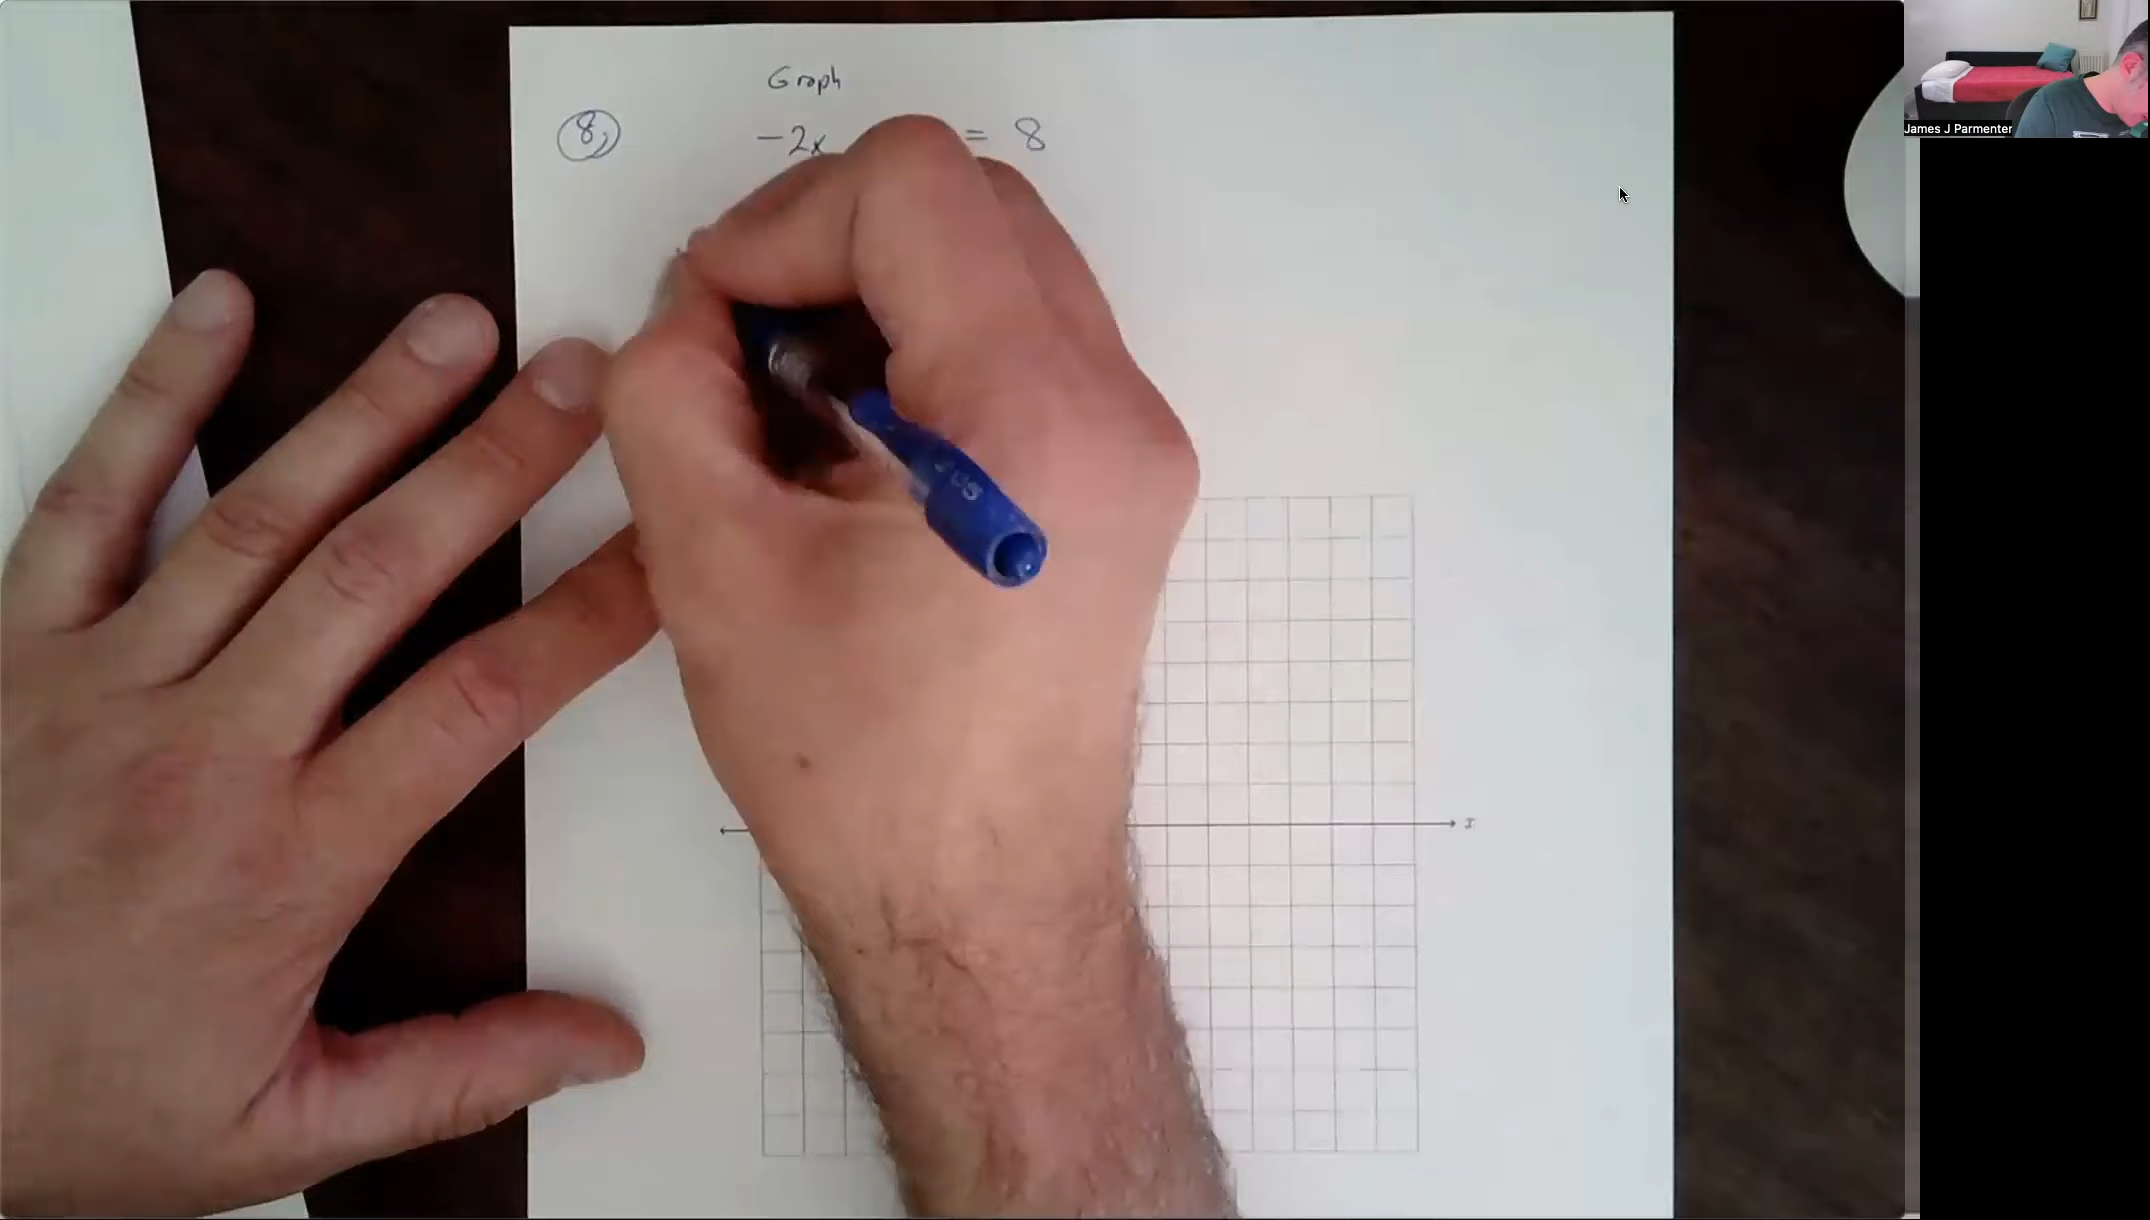 Graph
8) -2x = 8
x
James J Parmenter